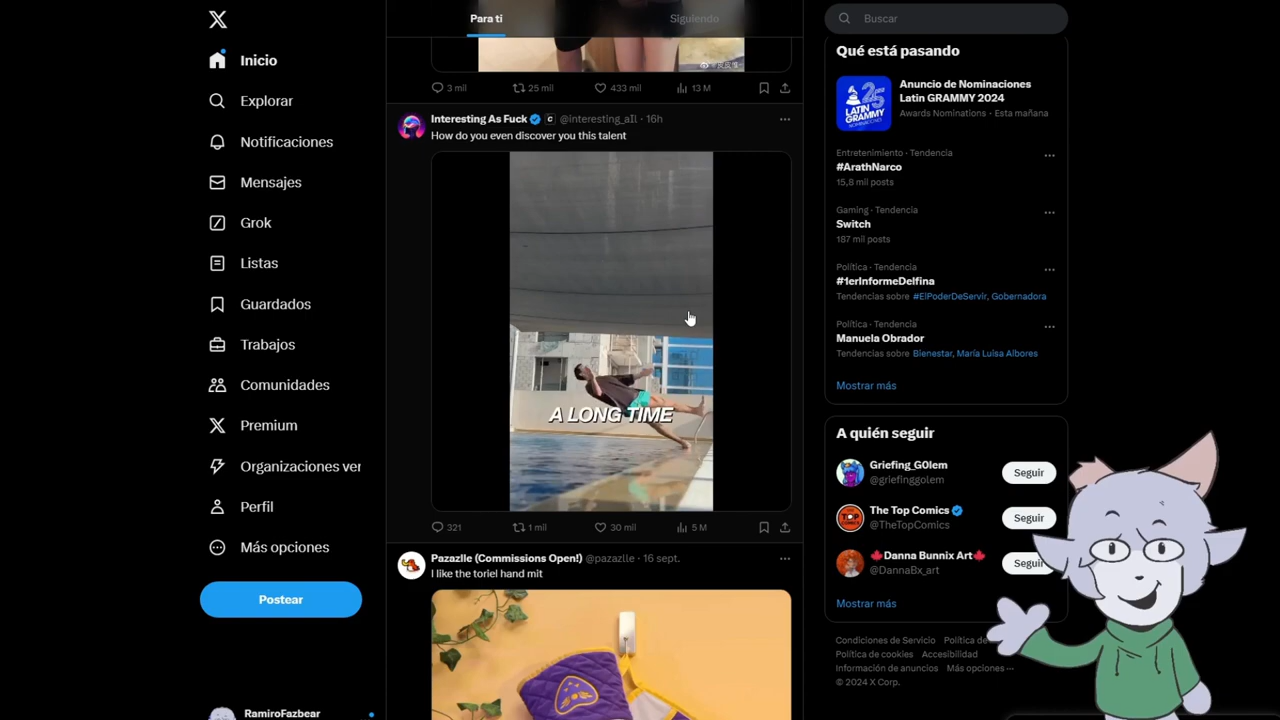 Inicio
Explorar
Notificaciones
Mensajes
Grok
Listas
Guardados
Trabajos
Comunidades
Premium
Organizaciones ver
Perfil
Más opciones
Postear
RamiroFazbear
Para ti
Siguiendo
3 mil
25 mil
433 mil
13 M
Interesting As Fuck @interesting_aIl · 16h
How do you even discover you this talent
A LONG TIME
321
1 mil
30 mil
5 M
Pazazlle (Commissions Open!) @pazazlle · 16 sept.
I like the toriel hand mit
Buscar
Qué está pasando
LATIN GRAMMY 25
Anuncio de Nominaciones
Latin GRAMMY 2024
Awards Nominations · Esta mañana
Entretenimiento · Tendencia
#ArathNarco
15,8 mil posts
Gaming · Tendencia
Switch
187 mil posts
Política · Tendencia
#1erInformeDelfina
Tendencias sobre #ElPoderDeServir, Gobernadora
Política · Tendencia
Manuela Obrador
Tendencias sobre Bienestar, María Luisa Albores
Mostrar más
A quién seguir
Griefing_G0lem
@griefinggolem
Seguir
The Top Comics
@TheTopComics
Seguir
Danna Bunnix Art
@DannaBx_art
Seguir
Mostrar más
Condiciones de Servicio Política de
Política de cookies Accesibilidad
Información de anuncios Más opciones
© 2024 X Corp.